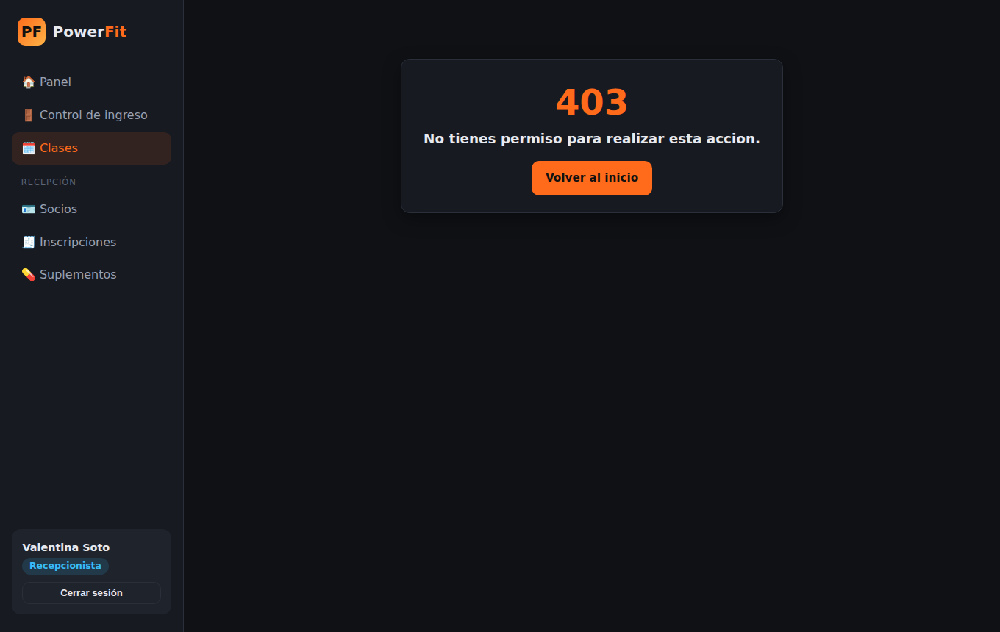 PF PowerFit
Panel
Control de ingreso
Clases
RECEPCIÓN
Socios
Inscripciones
Suplementos
Valentina Soto
Recepcionista
Cerrar sesión
403
No tienes permiso para realizar esta accion.
Volver al inicio